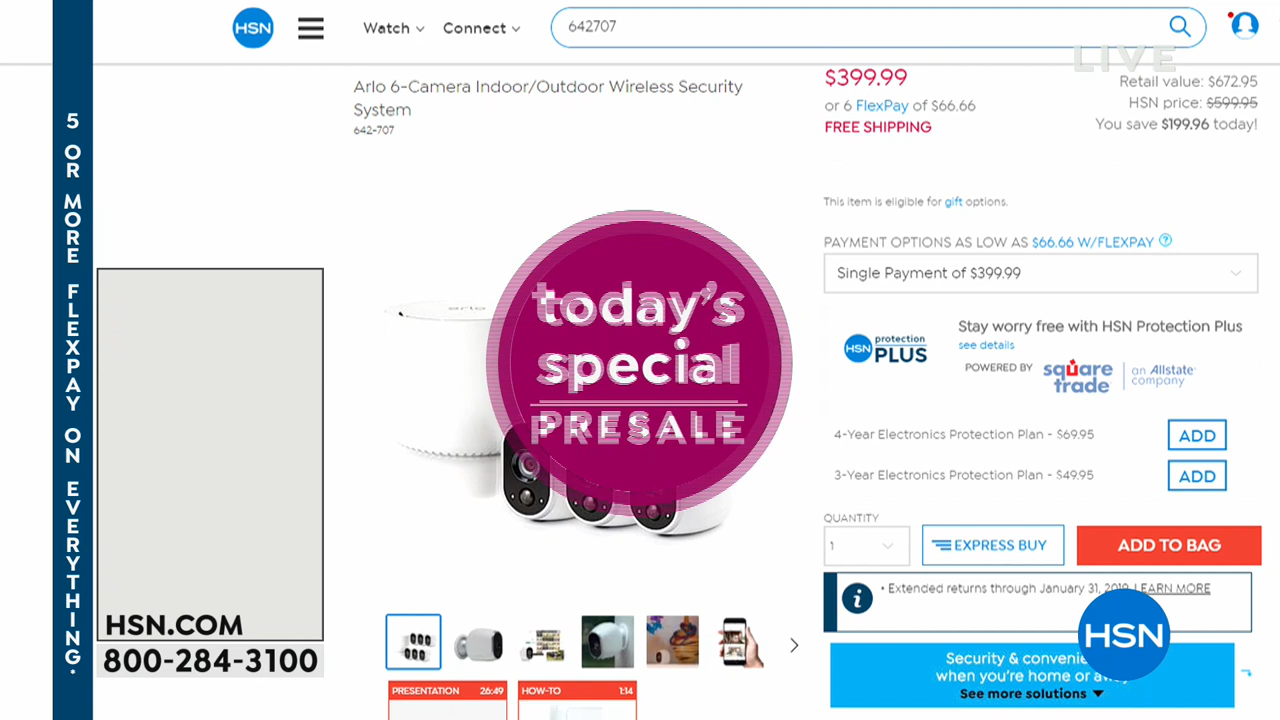 5 OR MORE FLEXPAY ON EVERYTHING.
HSN
Watch
Connect
642707
LIVE
Arlo 6-Camera Indoor/Outdoor Wireless Security
System
642-707
$399.99
or 6 FlexPay of $66.66
FREE SHIPPING
Retail value: $672.95
HSN price: $599.95
You save $199.96 today!
This item is eligible for gift options.
PAYMENT OPTIONS AS LOW AS $66.66 W/FLEXPAY ?
Single Payment of $399.99
HSN protection
PLUS
Stay worry free with HSN Protection Plus
see details
POWERED BY
square
trade
an Allstate
company
4-Year Electronics Protection Plan - $69.95
ADD
3-Year Electronics Protection Plan - $49.95
ADD
QUANTITY
1
EXPRESS BUY
ADD TO BAG
i
• Extended returns through January 31, 2019. LEARN MORE
arlo
today's
special
PRESALE
HSN.COM
800-284-3100
PRESENTATION 26:49
HOW-TO 1:14
HSN
Security &
when you're home or
See more solutions